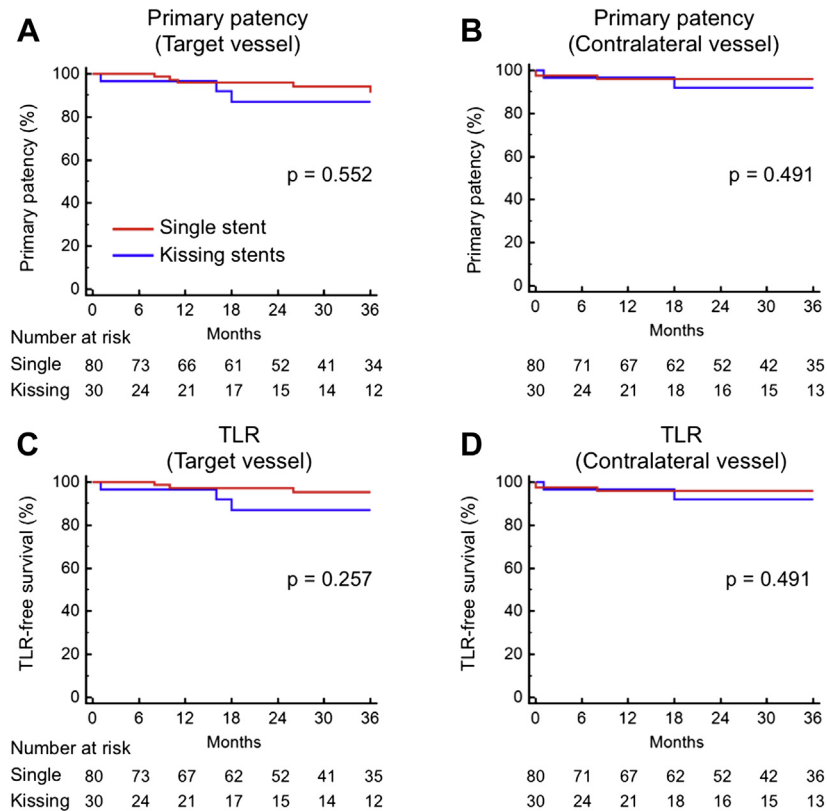 A
Primary patency
(Target vessel)
Primary patency (%)
100
80
60
40
20
0
p = 0.552
Single stent
Kissing stents
0 6 12 18 24 30 36
Months
Number at risk
Single 80 73 66 61 52 41 34
Kissing 30 24 21 17 15 14 12
B
Primary patency
(Contralateral vessel)
Primary patency (%)
100
80
60
40
20
0
p = 0.491
0 6 12 18 24 30 36
Months
80 71 67 62 52 42 35
30 24 21 18 16 15 13
C
TLR
(Target vessel)
TLR-free survival (%)
100
80
60
40
20
0
p = 0.257
0 6 12 18 24 30 36
Months
Number at risk
Single 80 73 67 62 52 41 35
Kissing 30 24 21 17 15 14 12
D
TLR
(Contralateral vessel)
TLR-free survival (%)
100
80
60
40
20
0
p = 0.491
0 6 12 18 24 30 36
Months
80 71 67 62 52 42 36
30 24 21 18 16 15 13